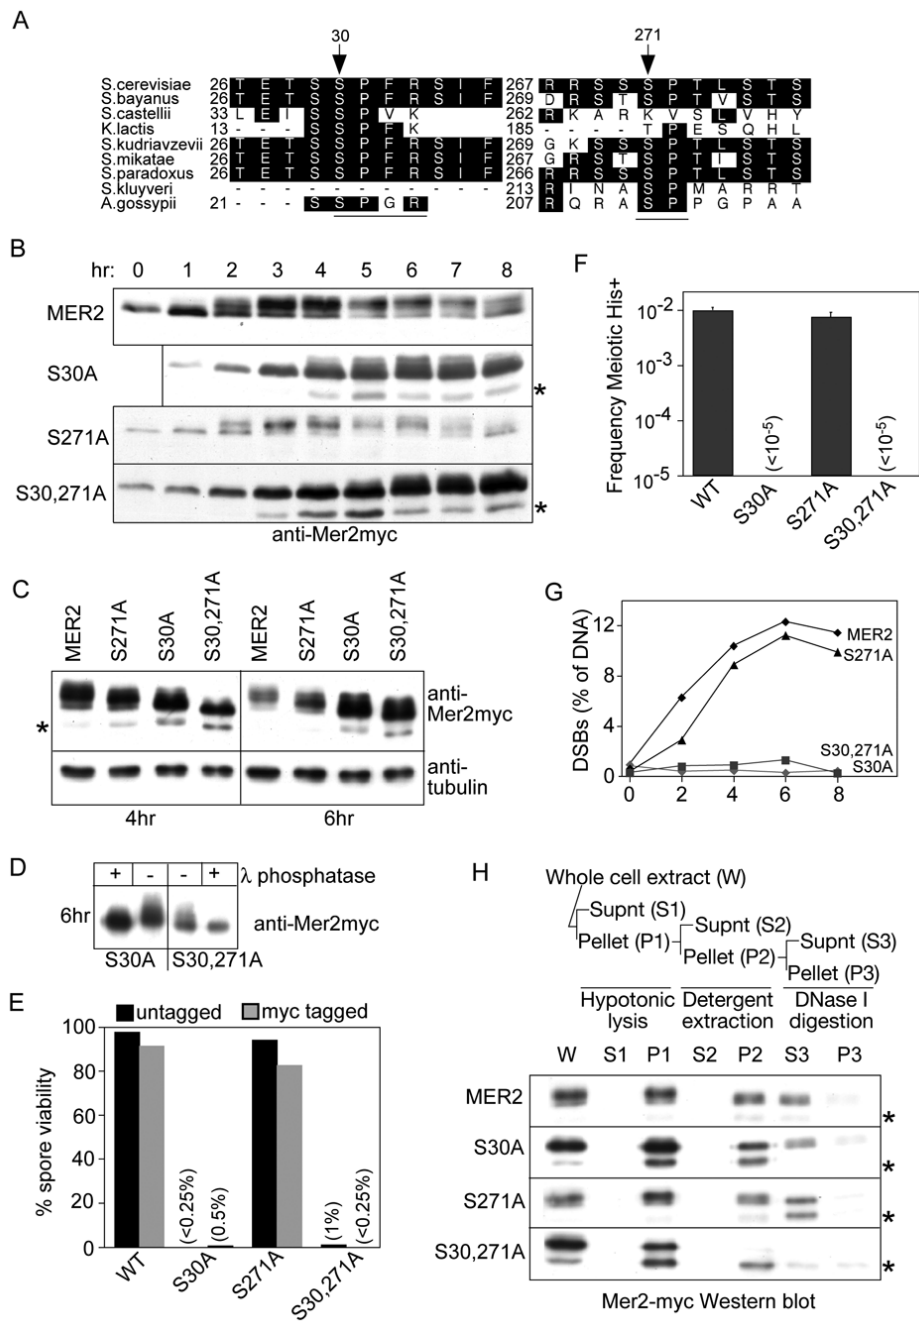 A
30
271
S.cerevisiae 26 T E T S S P F R S I F 267 R R S S S P T L S T S
S.bayanus 26 T E T S S P F R S I F 269 D R S T S P T V S T S
S.castellii 33 L E I S S P V K 262 R K A R K V S L V H Y
K.lactis 13 - - - S S P F K 185 - - - - T P E S Q H L
S.kudriavzevii 26 T E T S S P F R S I F 269 G K S S S P T L S T S
S.mikatae 26 T E T S S P F R S I F 267 G R S T S P T I S T S
S.paradoxus 26 T E T S S P F R S I F 266 R R S S S P T L S T S
S.kluyveri - - - - - - - - - - - 213 R I N A S P M A R R T
A.gossypii 21 - - - S S P G R 207 R Q R A S P P G P A A
B
hr: 0 1 2 3 4 5 6 7 8
MER2
S30A
*
S271A
S30,271A
*
anti-Mer2myc
F
Frequency Meiotic His+
10-2
10-3
10-4
10-5
(<10-5)
(<10-5)
WT S30A S271A S30,271A
C
MER2 S271A S30A S30,271A MER2 S271A S30A S30,271A
anti-
Mer2myc
*
anti-
tubulin
4hr 6hr
G
DSBs (% of DNA)
12
8
4
0
MER2
S271A
S30,271A
S30A
0 2 4 6 8
D
+ - - + λ phosphatase
6hr anti-Mer2myc
S30A S30,271A
E
untagged myc tagged
% spore viability
100
80
60
40
20
0
(<0.25%)
(0.5%)
(1%)
(<0.25%)
WT S30A S271A S30,271A
H
Whole cell extract (W)
Supnt (S1)
Pellet (P1)
Supnt (S2)
Pellet (P2)
Supnt (S3)
Pellet (P3)
Hypotonic lysis
Detergent extraction
DNase I digestion
W S1 P1 S2 P2 S3 P3
MER2
*
S30A
*
S271A
*
S30,271A
*
Mer2-myc Western blot